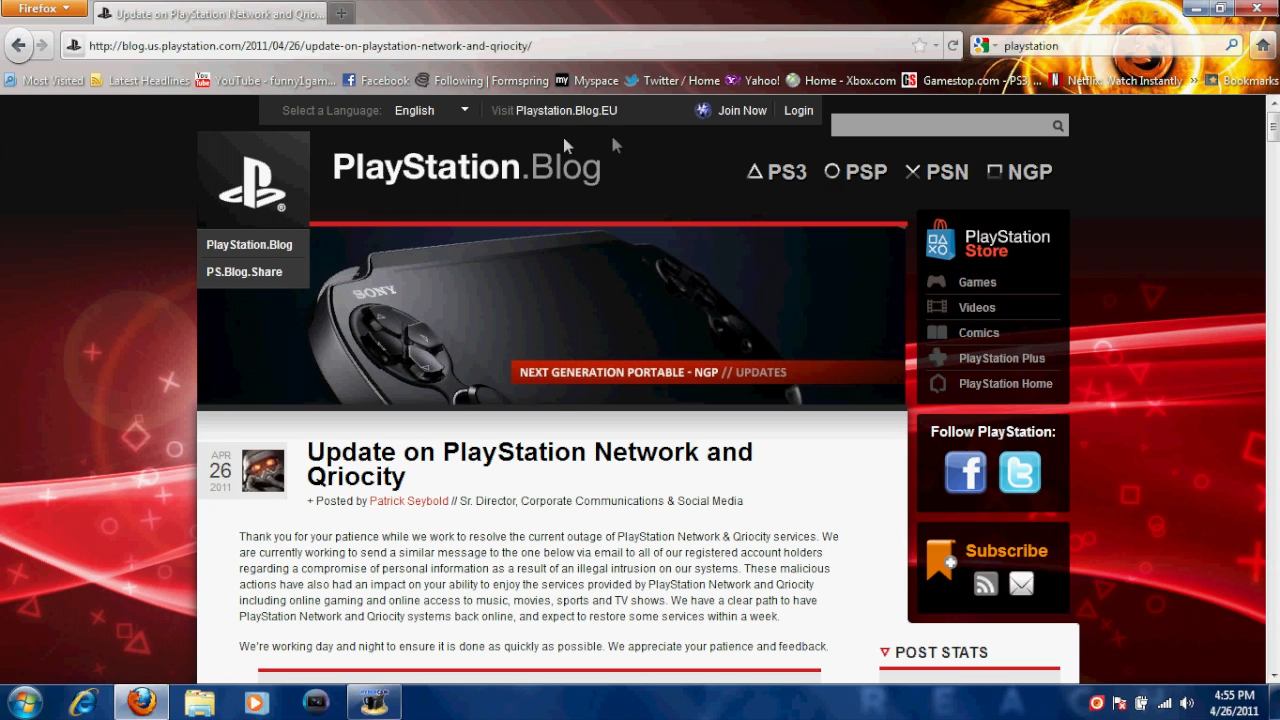 Firefox
Update on PlayStation Network and Qrio...
http://blog.us.playstation.com/2011/04/26/update-on-playstation-network-and-qriocity/
playstation
Most Visited
Latest Headlines
YouTube - funny1gam...
Facebook
Following | Formspring
Myspace
Twitter / Home
Yahoo!
Home - Xbox.com
Gamestop.com - PS3, ...
Netflix: Watch Instantly
»
Bookmarks
Select a Language: English
Visit Playstation.Blog.EU
Join Now
Login
PlayStation.Blog
PS3
PSP
PSN
NGP
PlayStation.Blog
PS.Blog.Share
SONY
NEXT GENERATION PORTABLE - NGP // UPDATES
PlayStation
Store
Games
Videos
Comics
PlayStation Plus
PlayStation Home
Follow PlayStation:
Subscribe
APR
26
2011
Update on PlayStation Network and
Qriocity
+ Posted by Patrick Seybold // Sr. Director, Corporate Communications & Social Media
Thank you for your patience while we work to resolve the current outage of PlayStation Network & Qriocity services. We
are currently working to send a similar message to the one below via email to all of our registered account holders
regarding a compromise of personal information as a result of an illegal intrusion on our systems. These malicious
actions have also had an impact on your ability to enjoy the services provided by PlayStation Network and Qriocity
including online gaming and online access to music, movies, sports and TV shows. We have a clear path to have
PlayStation Network and Qriocity systems back online, and expect to restore some services within a week.
We're working day and night to ensure it is done as quickly as possible. We appreciate your patience and feedback.
POST STATS
4:55 PM
4/26/2011